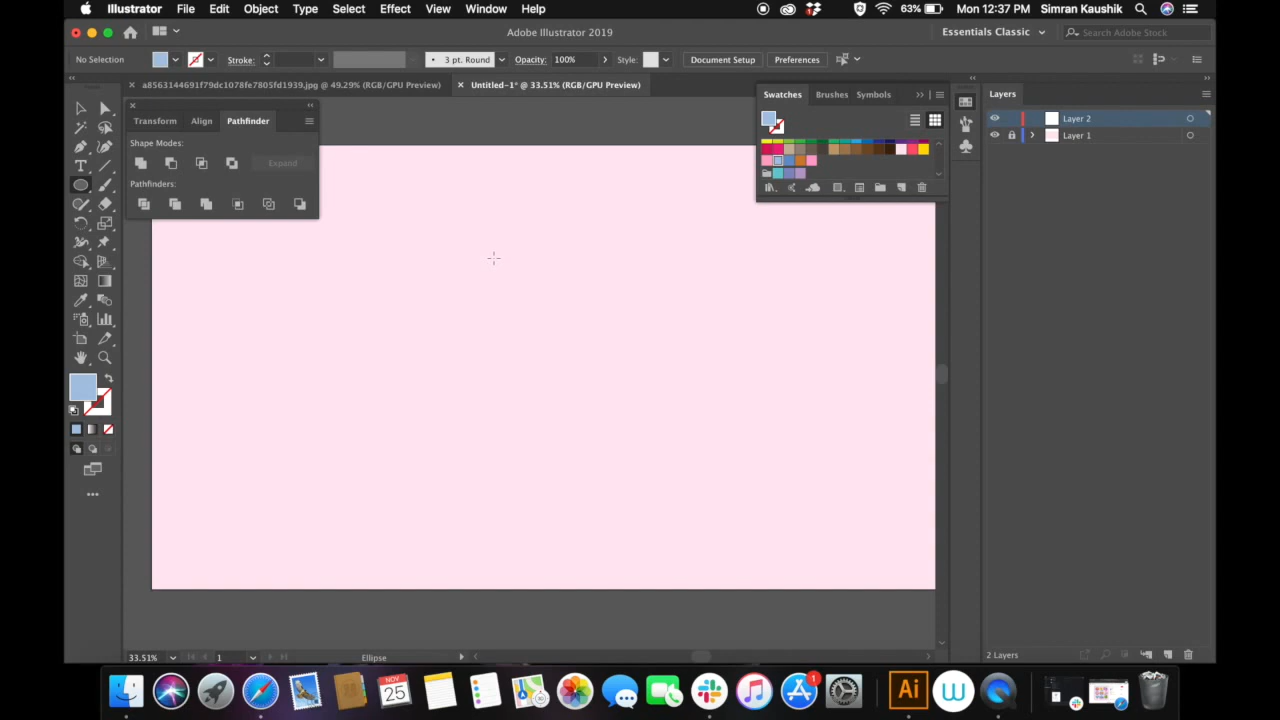 Illustrator File Edit Object Type Select Effect View Window Help 63% Mon 12:37 PM Simran Kaushik
Adobe Illustrator 2019 Essentials Classic Search Adobe Stock
No Selection Stroke: 3 pt. Round Opacity: 100% Style: Document Setup Preferences
a8563144691f79dc1078fe7805fd1939.jpg @ 49.29% (RGB/GPU Preview) Untitled-1* @ 33.51% (RGB/GPU Preview)
Transform Align Pathfinder
Swatches Brushes Symbols
Layers
Layer 2
Layer 1
Shape Modes:
Expand
Pathfinders:
33.51% 1 Ellipse 2 Layers
NOV
25
1
Ai